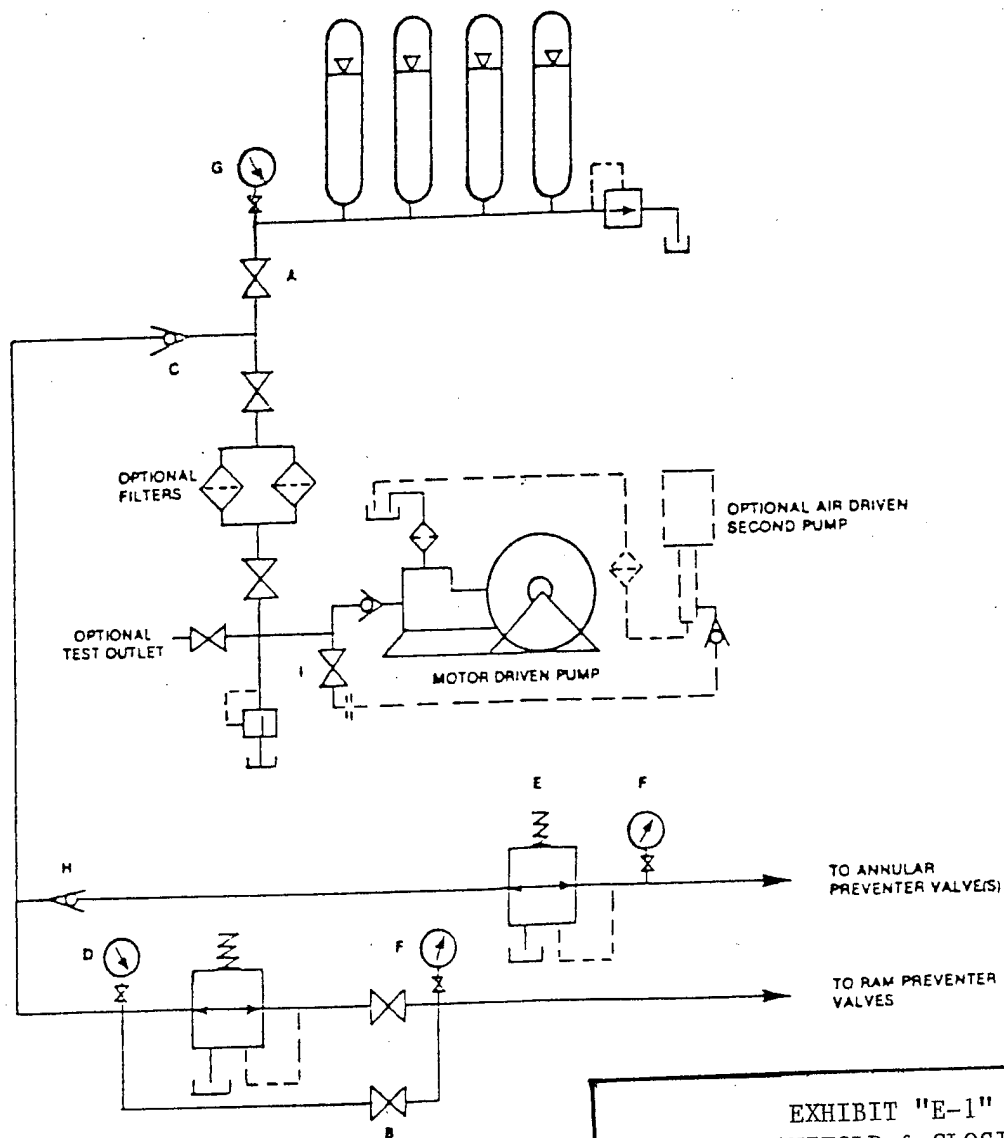 G
A
C
OPTIONAL
FILTERS
OPTIONAL AIR DRIVEN
SECOND PUMP
OPTIONAL
TEST OUTLET
I
MOTOR DRIVEN PUMP
E
F
H
TO ANNULAR
PREVENTER VALVE(S)
D
F
TO RAM PREVENTER
VALVES
B
EXHIBIT "E-1"